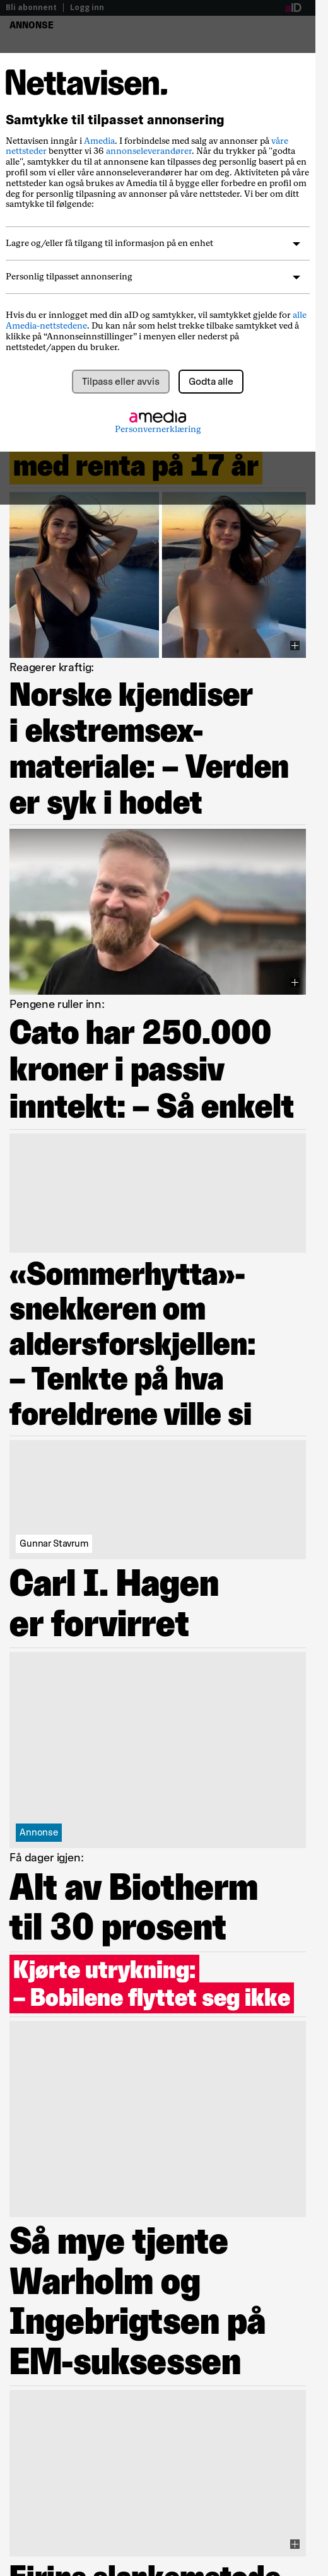 Bli abonnent | Logg inn
aID
ANNONSE
Nettavisen.
Samtykke til tilpasset annonsering
Nettavisen ingår i Amedia. I forbindelse med salg av annonser på våre
nettsteder benytter vi 36 annonseleverandører. Når du trykker på "godta
alle", samtykker du til at annonsene kan tilpasses deg personlig basert på en
profil som vi eller våre annonseleverandører har om deg. Aktiviteten på våre
nettsteder kan også brukes av Amedia til å bygge eller forbedre en profil om
deg for personlig tilpasning av annonser på våre nettsteder. Vi ber om ditt
samtykke til følgende:
Lagre og/eller få tilgang til informasjon på en enhet
Personlig tilpasset annonsering
Hvis du er innlogget med din aID og samtykker, vil samtykket gjelde for alle
Amedia-nettstedene. Du kan når som helst trekke tilbake samtykket ved å
klikke på “Annonseinnstillinger” i menyen eller nederst på
nettstedet/appen du bruker.
Tilpass eller avvis
Godta alle
amedia
Personvernerklæring
med renta på 17 år
Reagerer kraftig:
Norske kjendiser
i ekstremsex-
materiale: – Verden
er syk i hodet
Pengene ruller inn:
Cato har 250.000
kroner i passiv
inntekt: – Så enkelt
«Sommerhytta»-
snekkeren om
aldersforskjellen:
– Tenkte på hva
foreldrene ville si
Gunnar Stavrum
Carl I. Hagen
er forvirret
Annonse
Få dager igjen:
Alt av Biotherm
til 30 prosent
Kjørte utrykning:
– Bobilene flyttet seg ikke
Så mye tjente
Warholm og
Ingebrigtsen på
EM-suksessen